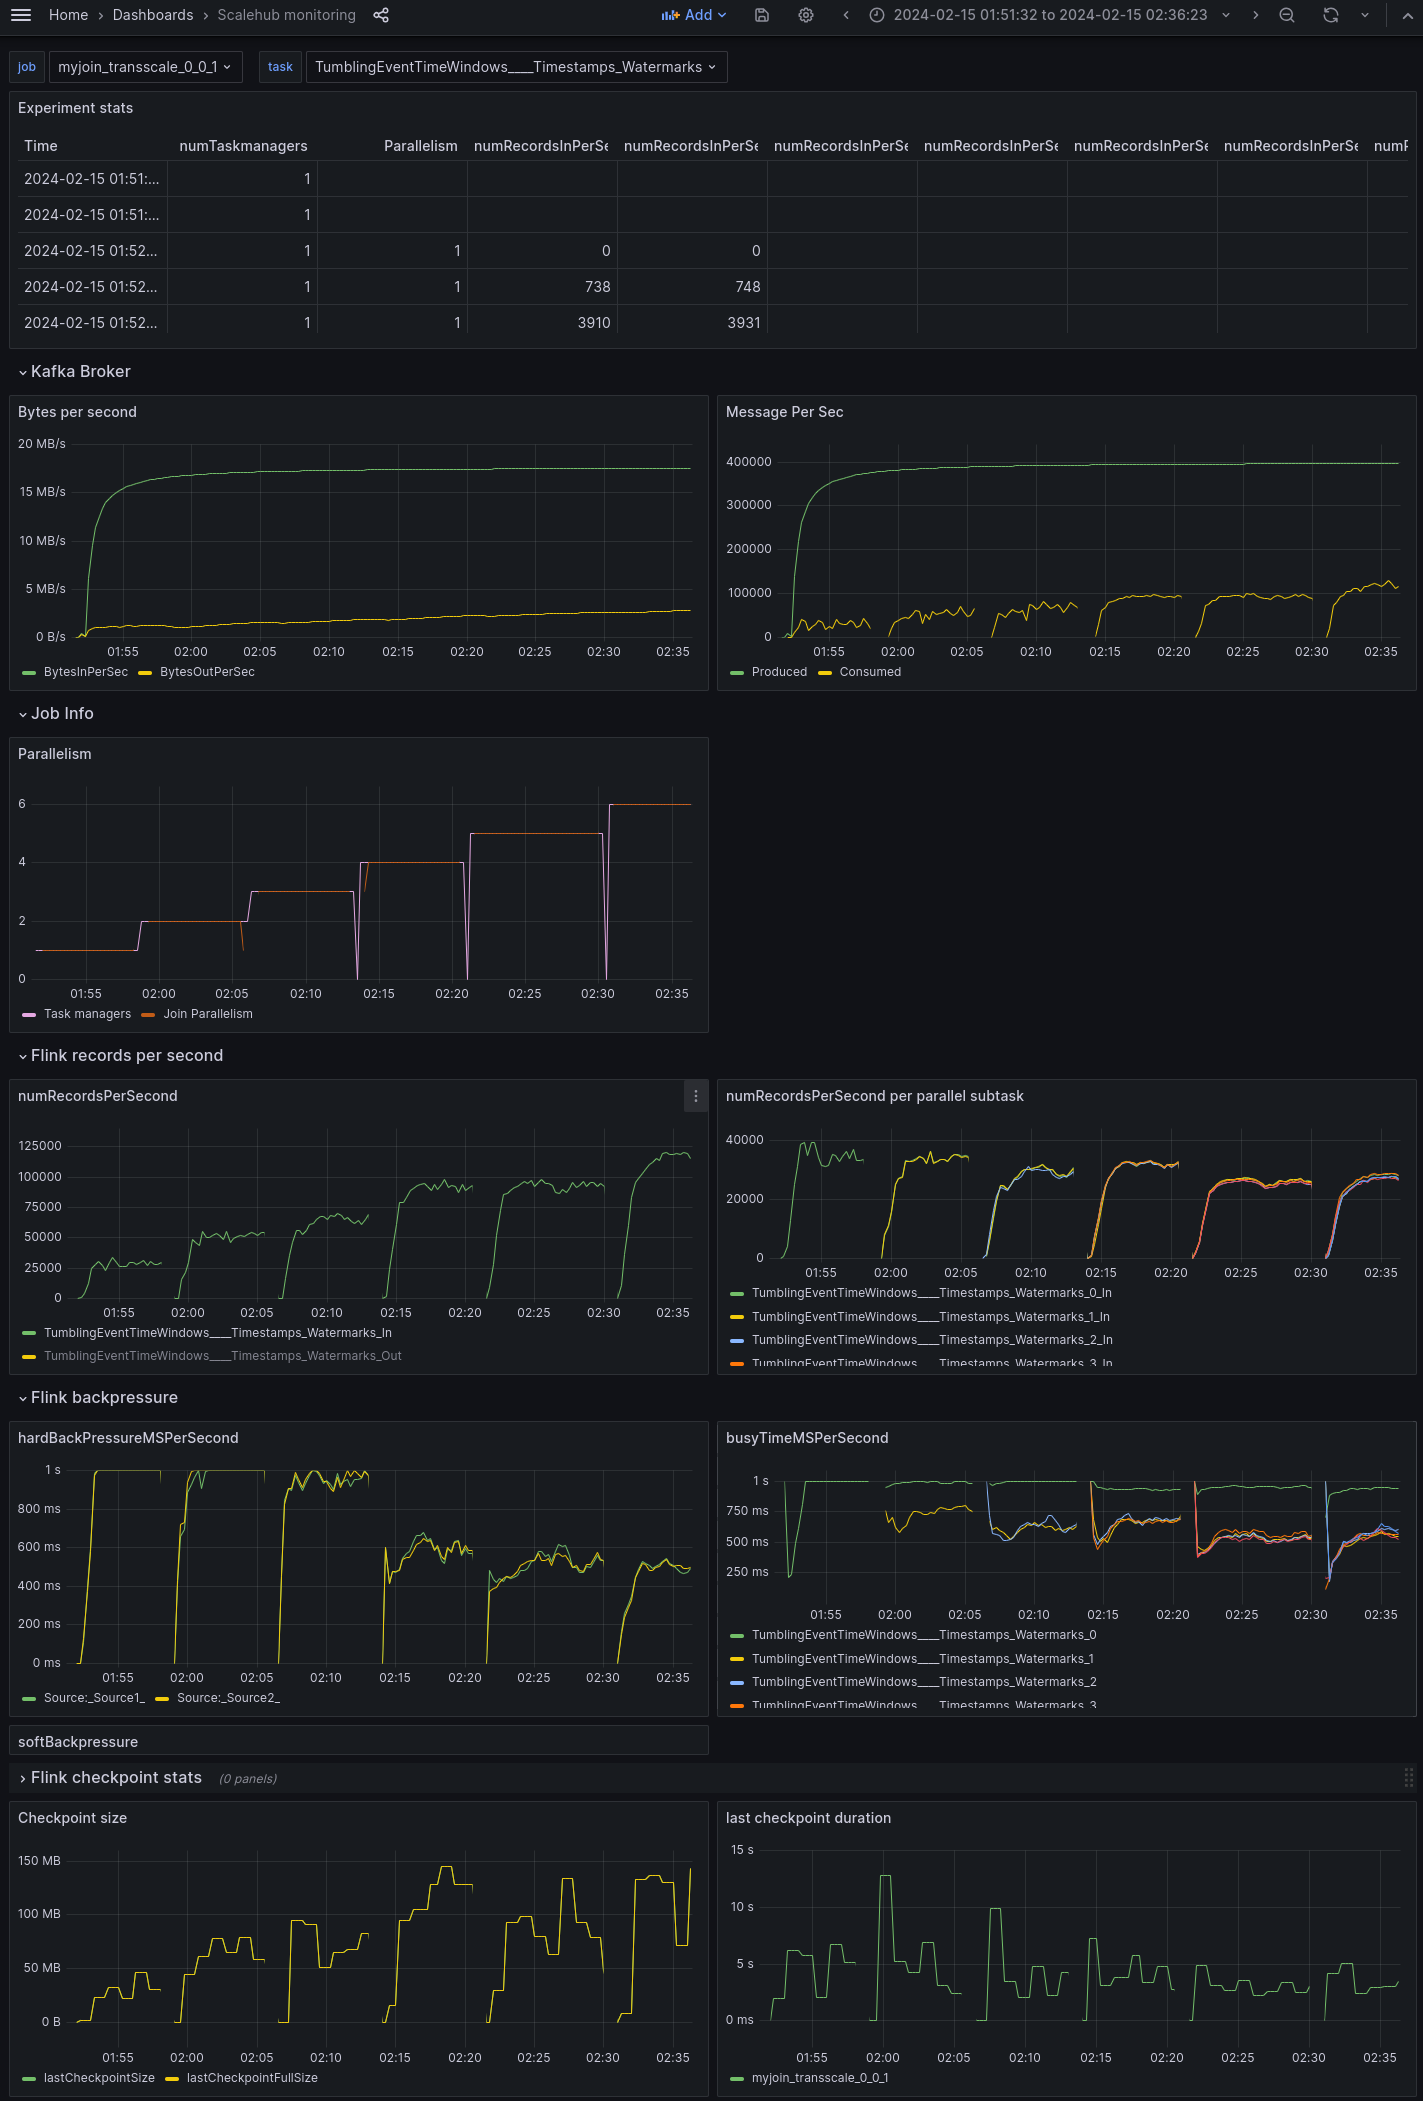 Home › Dashboards › Scalehub monitoring
Add
2024-02-15 01:51:32 to 2024-02-15 02:36:23
job myjoin_transscale_0_0_1 task TumblingEventTimeWindows____Timestamps_Watermarks
Experiment stats
Time numTaskmanagers Parallelism numRecordsInPerSe numRecordsInPerSe numRecordsInPerSe numRecordsInPerSe numRecordsInPerSe numRecordsInPerSe numF
2024-02-15 01:51:... 1
2024-02-15 01:51:... 1
2024-02-15 01:52... 1 1 0 0
2024-02-15 01:52... 1 1 738 748
2024-02-15 01:52... 1 1 3910 3931
Kafka Broker
Bytes per second
20 MB/s
15 MB/s
10 MB/s
5 MB/s
0 B/s
01:55 02:00 02:05 02:10 02:15 02:20 02:25 02:30 02:35
BytesInPerSec BytesOutPerSec
Message Per Sec
400000
300000
200000
100000
0
01:55 02:00 02:05 02:10 02:15 02:20 02:25 02:30 02:35
Produced Consumed
Job Info
Parallelism
6
4
2
0
01:55 02:00 02:05 02:10 02:15 02:20 02:25 02:30 02:35
Task managers Join Parallelism
Flink records per second
numRecordsPerSecond
125000
100000
75000
50000
25000
0
01:55 02:00 02:05 02:10 02:15 02:20 02:25 02:30 02:35
TumblingEventTimeWindows____Timestamps_Watermarks_In
TumblingEventTimeWindows____Timestamps_Watermarks_Out
numRecordsPerSecond per parallel subtask
40000
20000
0
01:55 02:00 02:05 02:10 02:15 02:20 02:25 02:30 02:35
TumblingEventTimeWindows____Timestamps_Watermarks_0_In
TumblingEventTimeWindows____Timestamps_Watermarks_1_In
TumblingEventTimeWindows____Timestamps_Watermarks_2_In
TumblingEventTimeWindows____Timestamps_Watermarks_3_In
Flink backpressure
hardBackPressureMSPerSecond
1 s
800 ms
600 ms
400 ms
200 ms
0 ms
01:55 02:00 02:05 02:10 02:15 02:20 02:25 02:30 02:35
Source:_Source1_ Source:_Source2_
busyTimeMSPerSecond
1 s
750 ms
500 ms
250 ms
01:55 02:00 02:05 02:10 02:15 02:20 02:25 02:30 02:35
TumblingEventTimeWindows____Timestamps_Watermarks_0
TumblingEventTimeWindows____Timestamps_Watermarks_1
TumblingEventTimeWindows____Timestamps_Watermarks_2
TumblingEventTimeWindows____Timestamps_Watermarks_3
softBackpressure
Flink checkpoint stats (0 panels)
Checkpoint size
150 MB
100 MB
50 MB
0 B
01:55 02:00 02:05 02:10 02:15 02:20 02:25 02:30 02:35
lastCheckpointSize lastCheckpointFullSize
last checkpoint duration
15 s
10 s
5 s
0 ms
01:55 02:00 02:05 02:10 02:15 02:20 02:25 02:30 02:35
myjoin_transscale_0_0_1